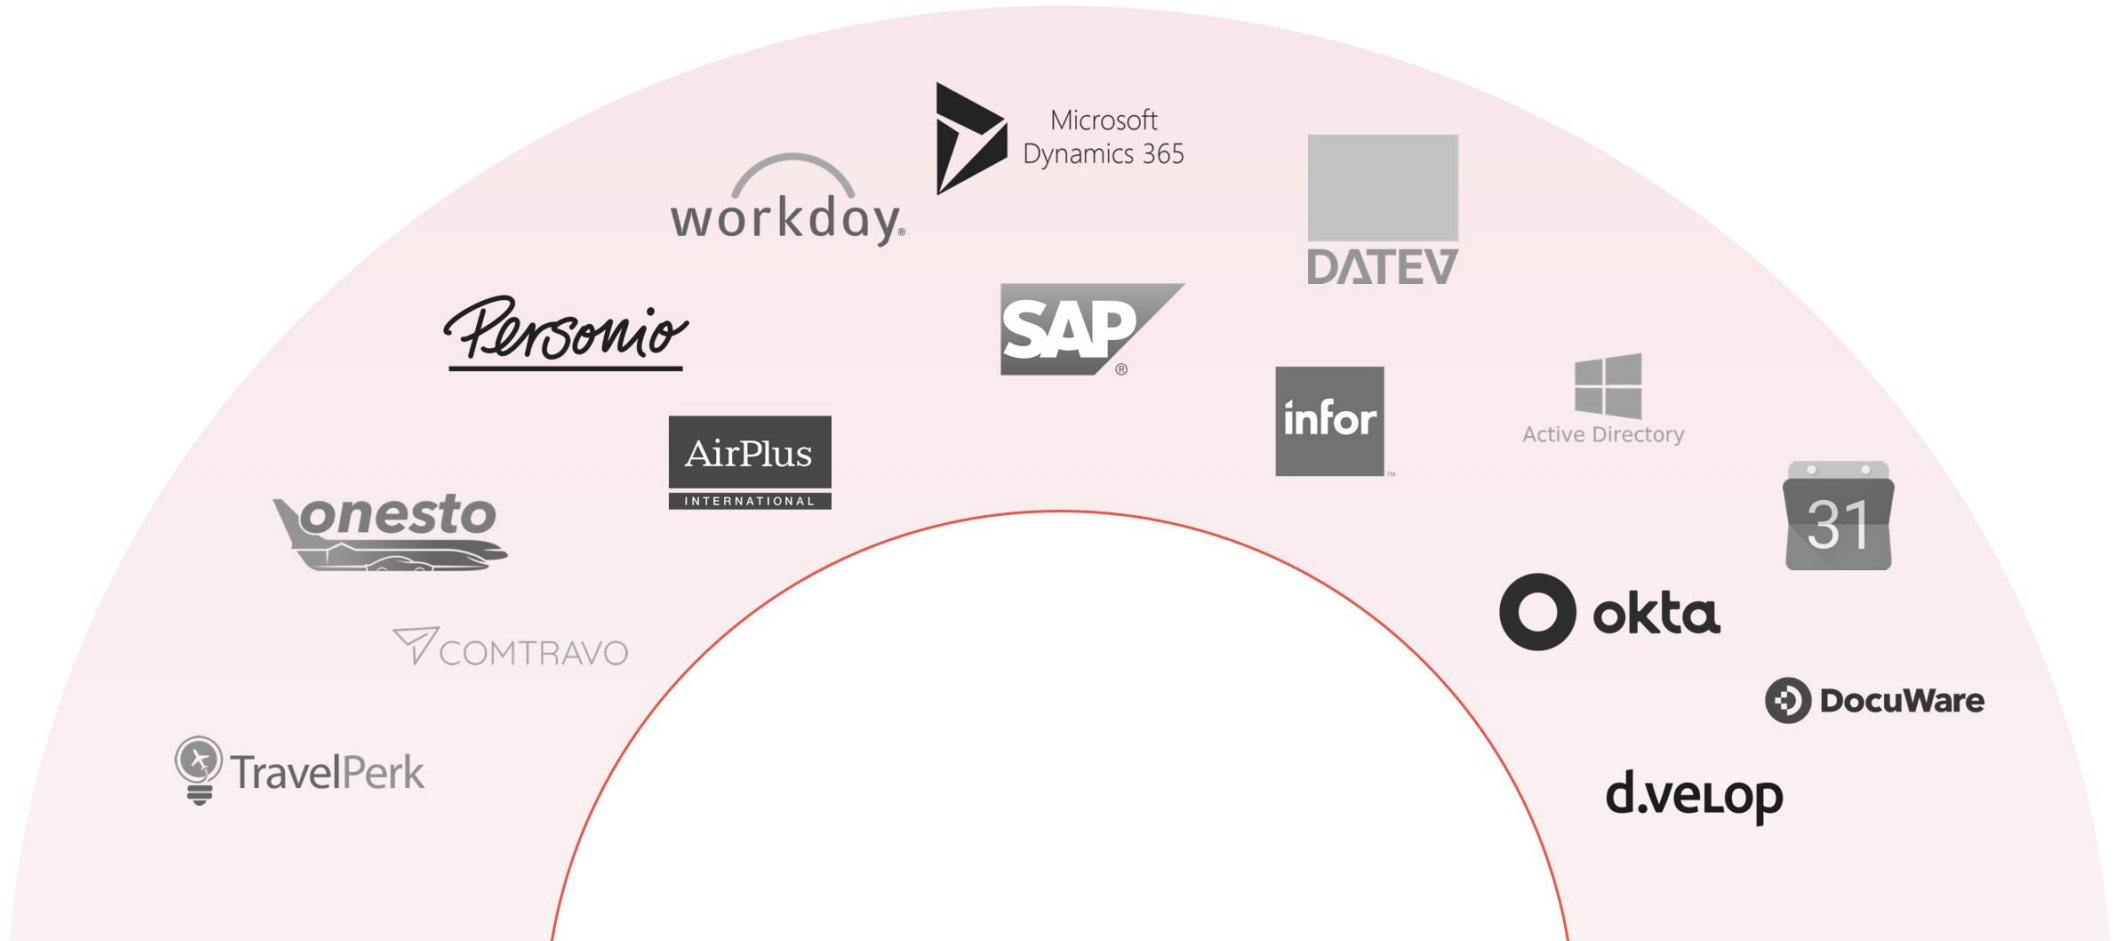 Microsoft
Dynamics 365
workday®
DATEV
Personio
SAP
®
infor
™
Active Directory
AirPlus
INTERNATIONAL
onesto
31
okta
COMTRAVO
DocuWare
TravelPerk
d.veLop